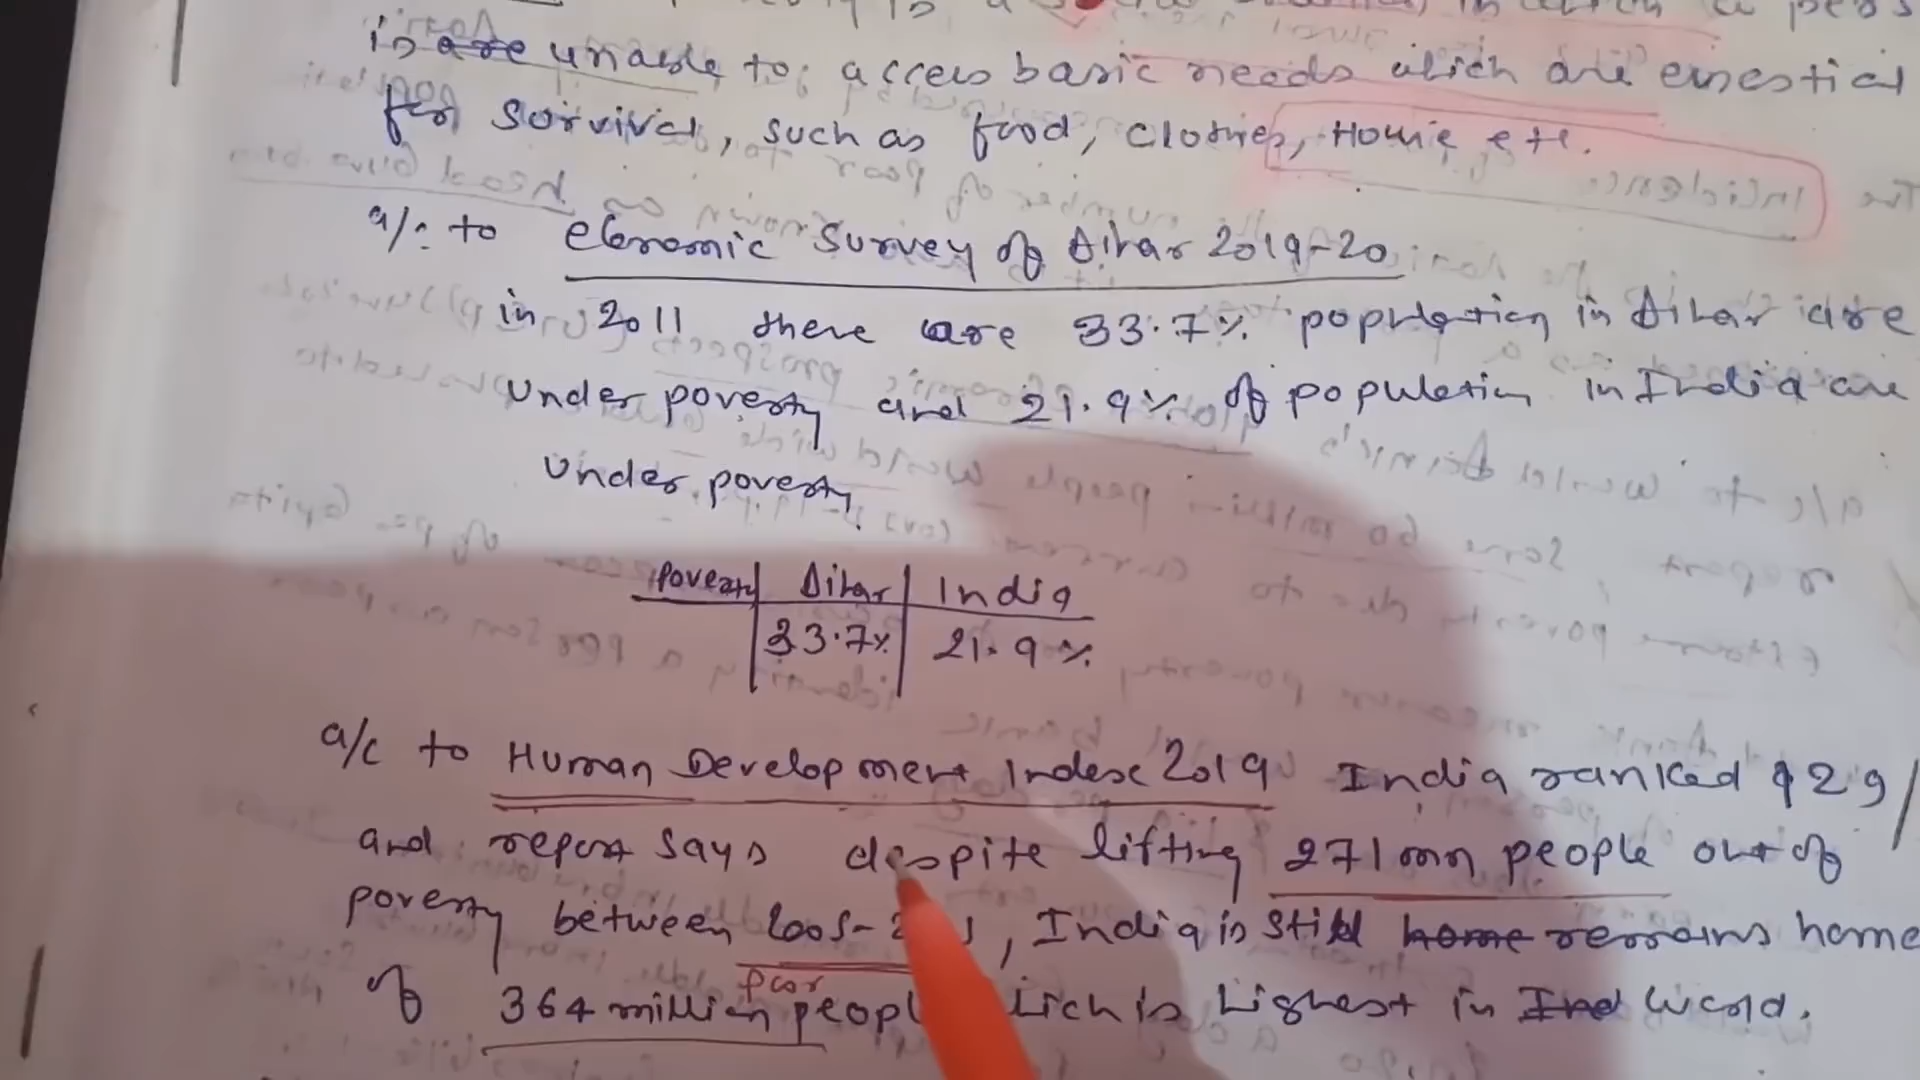 is are unable to access basic needs which are essential
for survival, such as food, clothes, Home etc.
a/c to economic Survey of Bihar 2019-20
in 2011 there are 33.7% population in Bihar are
under poverty and 21.9% of population in India are
under poverty.
poverty Bihar India
33.7% 21.9%
a/c to Human Development Index 2019 India ranked 129/
and report says despite lifting 271 mn people out of
poverty between 2005- , India is still home remains home
poor
of 364 million is highest in Ind World.